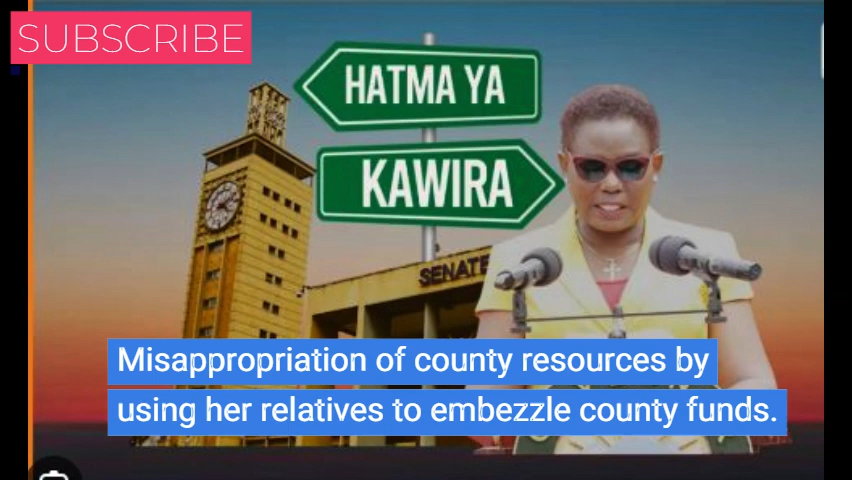 SUBSCRIBE
HATMA YA
KAWIRA
SENATE
Misappropriation of county resources by
using her relatives to embezzle county funds.